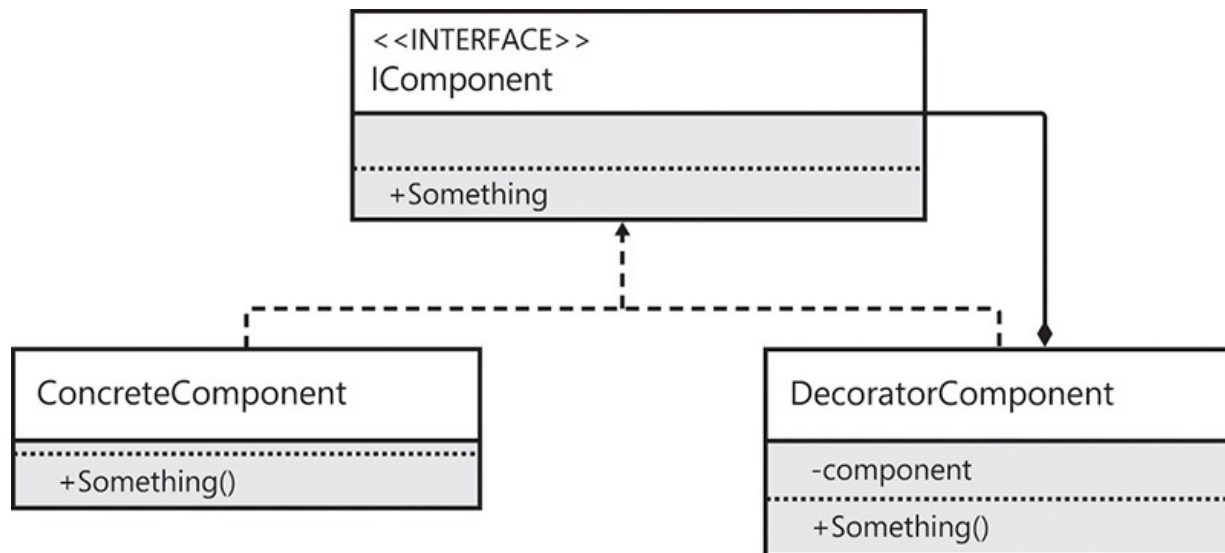 <<INTERFACE>>
IComponent
+Something
ConcreteComponent
+Something()
DecoratorComponent
-component
+Something()